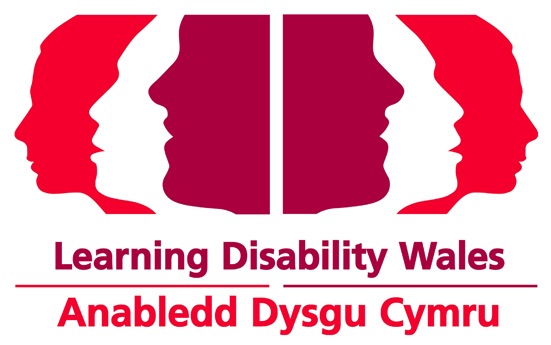 Learning Disability Wales
Anabledd Dysgu Cymru